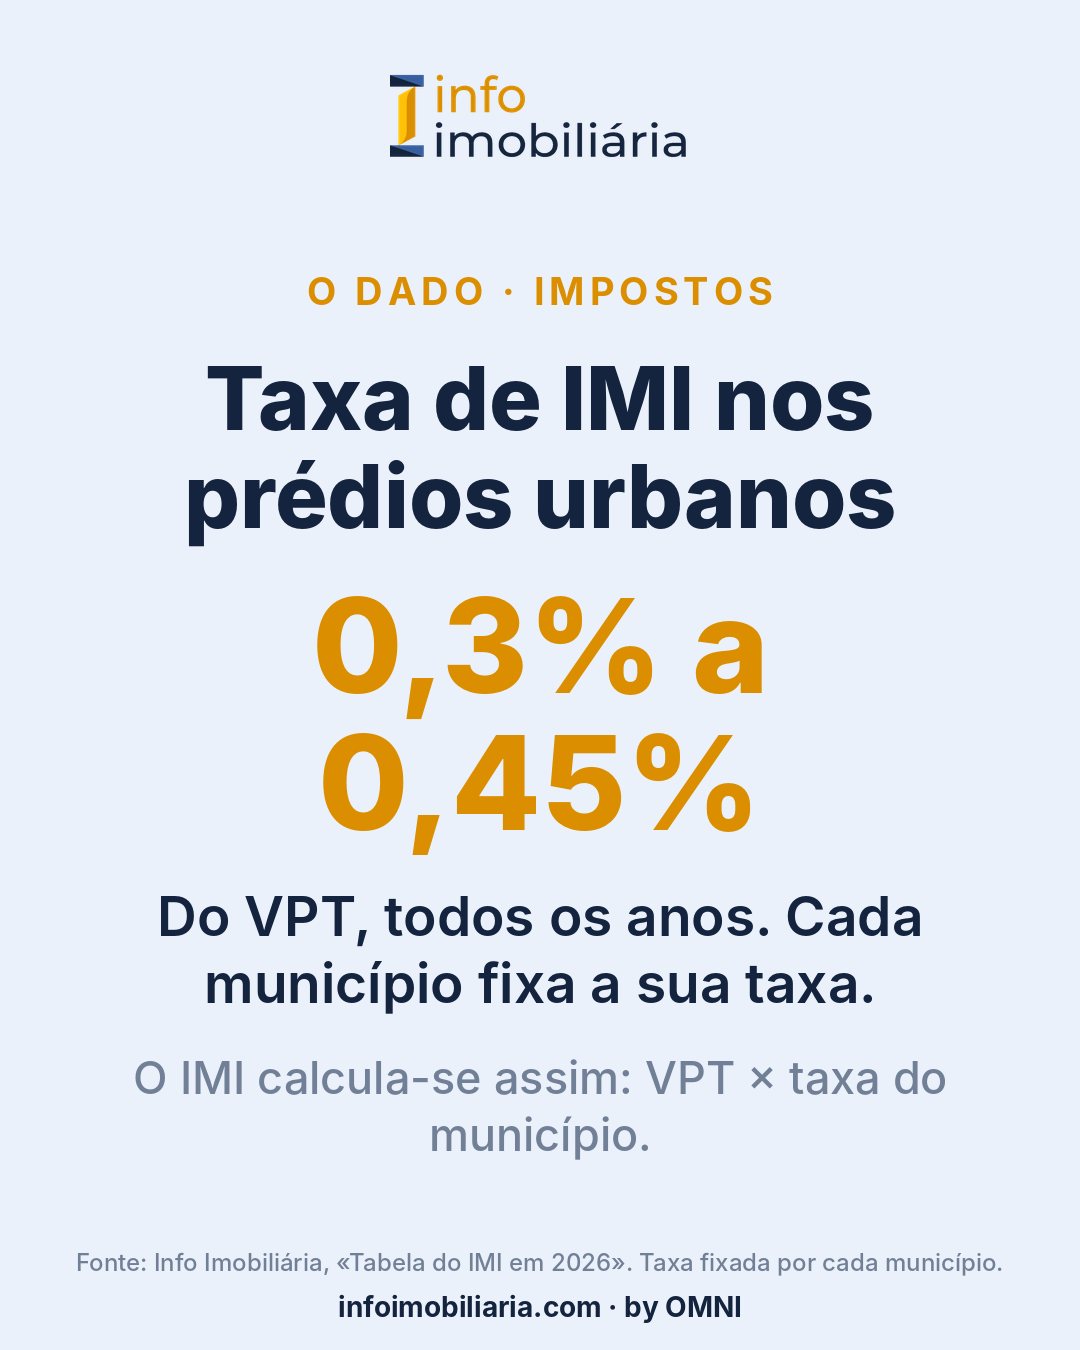 info
imobiliária
O DADO · IMPOSTOS
Taxa de IMI nos
prédios urbanos
0,3% a
0,45%
Do VPT, todos os anos. Cada
município fixa a sua taxa.
O IMI calcula-se assim: VPT × taxa do
município.
Fonte: Info Imobiliária, «Tabela do IMI em 2026». Taxa fixada por cada município.
infoimobiliaria.com · by OMNI